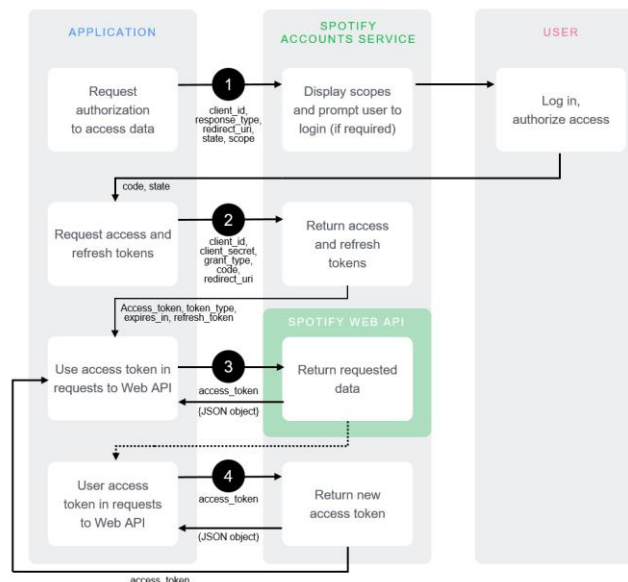 APPLICATION
SPOTIFY
ACCOUNTS SERVICE
USER
Request
authorization
to access data
1
client_id,
response_type,
redirect_uri,
state, scope
Display scopes
and prompt user to
login (if required)
Log in,
authorize access
code, state
Request access and
refresh tokens
2
client_id,
client_secret,
grant_type,
code,
redirect_uri
Return access
and refresh
tokens
Access_token, token_type,
expires_in, refresh_token
SPOTIFY WEB API
Use access token in
requests to Web API
3
access_token
{JSON object}
Return requested
data
User access
token in requests
to Web API
4
access_token
{JSON object}
Return new
access token
access_token